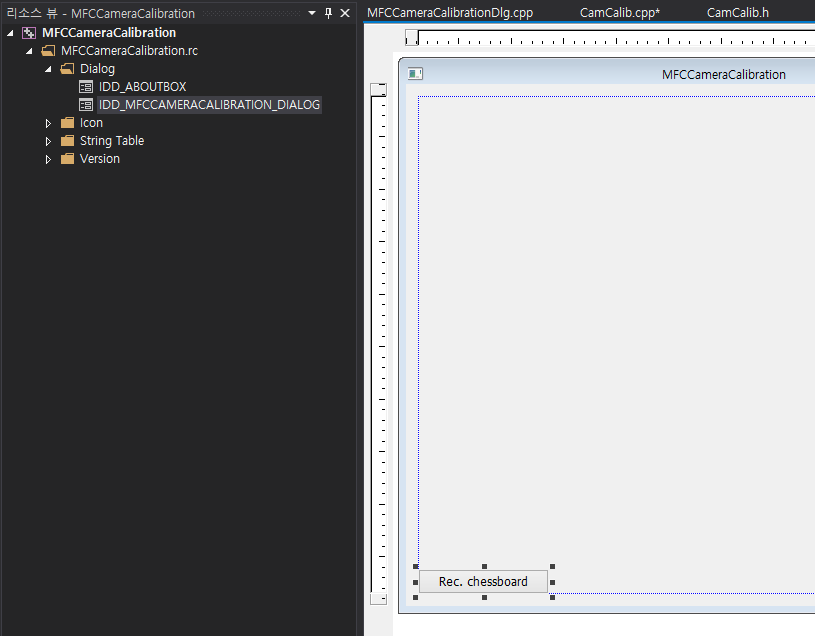 리소스 뷰 - MFCCameraCalibration
MFCCameraCalibration
MFCCameraCalibration.rc
Dialog
IDD_ABOUTBOX
IDD_MFCCAMERACALIBRATION_DIALOG
Icon
String Table
Version
MFCCameraCalibrationDlg.cpp CamCalib.cpp* CamCalib.h
MFCCameraCalibration
Rec. chessboard